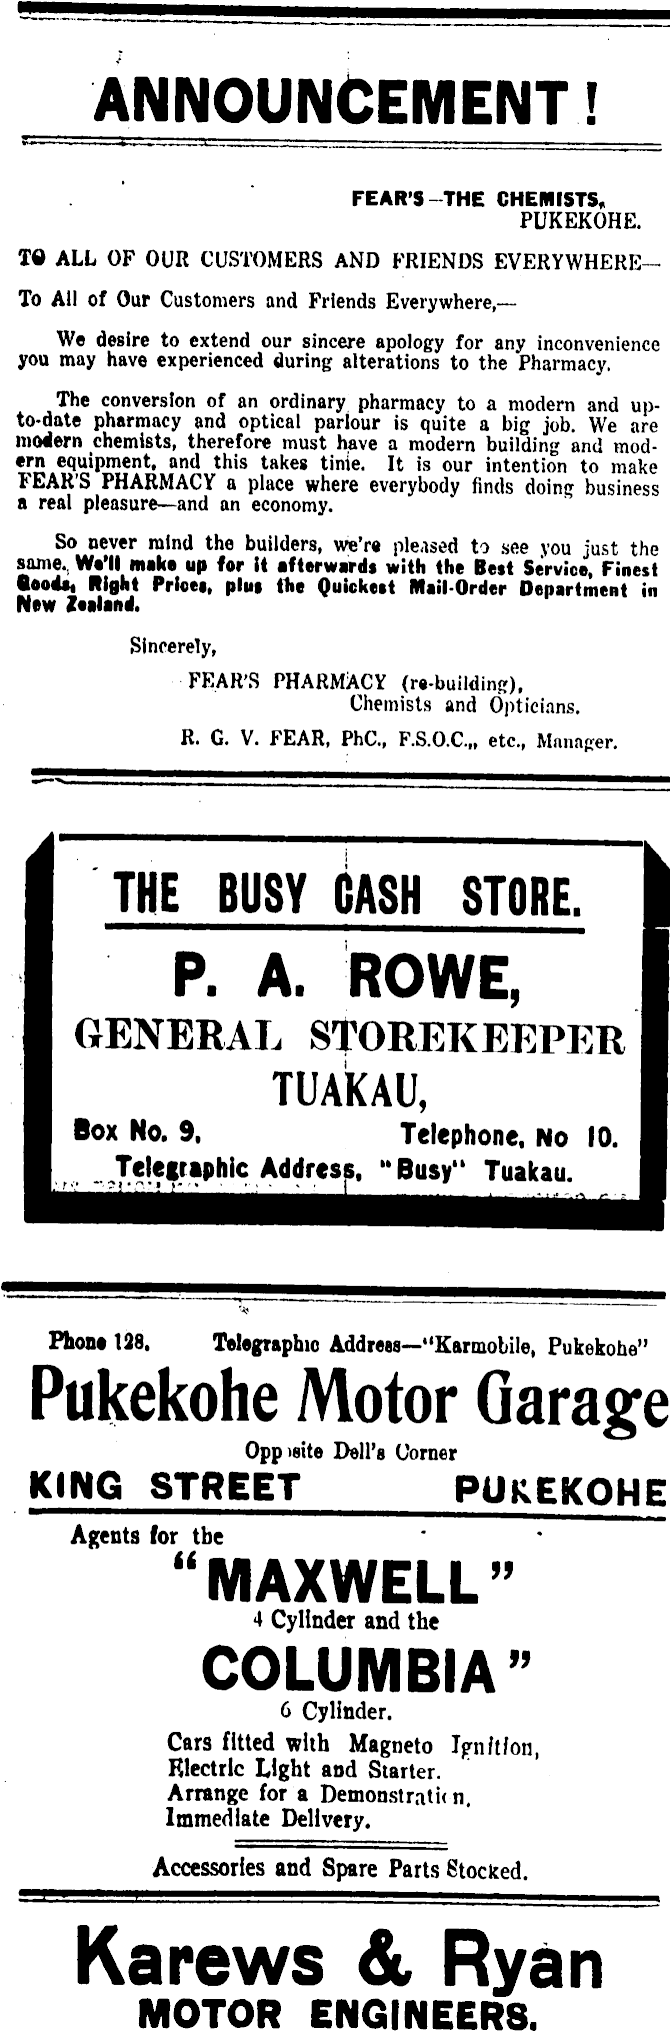 ANNOUNCEMENT!
FEAR'S—THE CHEMISTS,
PUKEKOHE.
TO ALL OF OUR CUSTOMERS AND FRIENDS EVERYWHERE—
To All of Our Customers and Friends Everywhere,—
We desire to extend our sincere apology for any inconvenience
you may have experienced during alterations to the Pharmacy.
The conversion of an ordinary pharmacy to a modern and up-
to-date pharmacy and optical parlour is quite a big job. We are
modern chemists, therefore must have a modern building and mod-
ern equipment, and this takes time. It is our intention to make
FEAR'S PHARMACY a place where everybody finds doing business
a real pleasure—and an economy.
So never mind the builders, we're pleased to see you just the
same. We'll make up for it afterwards with the Best Service, Finest
Goods, Right Prices, plus the Quickest Mail-Order Department in
New Zealand.
Sincerely,
FEAR'S PHARMACY (re-building),
Chemists and Opticians.
R. G. V. FEAR, PhC., F.S.O.C.,, etc., Manager.
THE BUSY CASH STORE.
P. A. ROWE,
GENERAL STOREKEEPER
TUAKAU,
Box No. 9. Telephone, No 10.
Telegraphic Address, "Busy" Tuakau.
Phone 128. Telegraphic Address—"Karmobile, Pukekohe"
Pukekohe Motor Garage
Opposite Dell's Corner
KING STREET PUKEKOHE
Agents for the
"MAXWELL"
4 Cylinder and the
COLUMBIA"
6 Cylinder.
Cars fitted with Magneto Ignition,
Electric Light and Starter.
Arrange for a Demonstration,
Immediate Delivery.
Accessories and Spare Parts Stocked.
Karews & Ryan
MOTOR ENGINEERS.